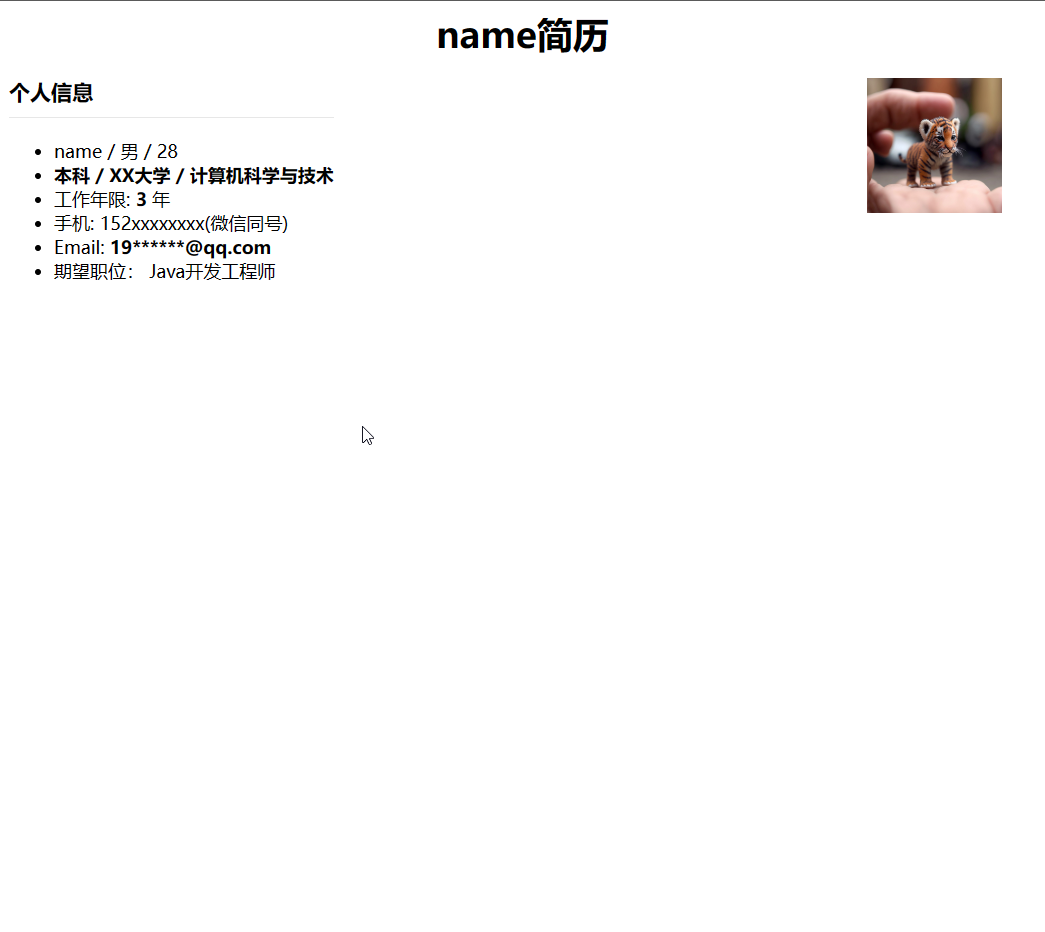 name简历
个人信息
name / 男 / 28
本科 / XX大学 / 计算机科学与技术
工作年限: 3 年
手机: 152xxxxxxxx(微信同号)
Email: 19******@qq.com
期望职位： Java开发工程师